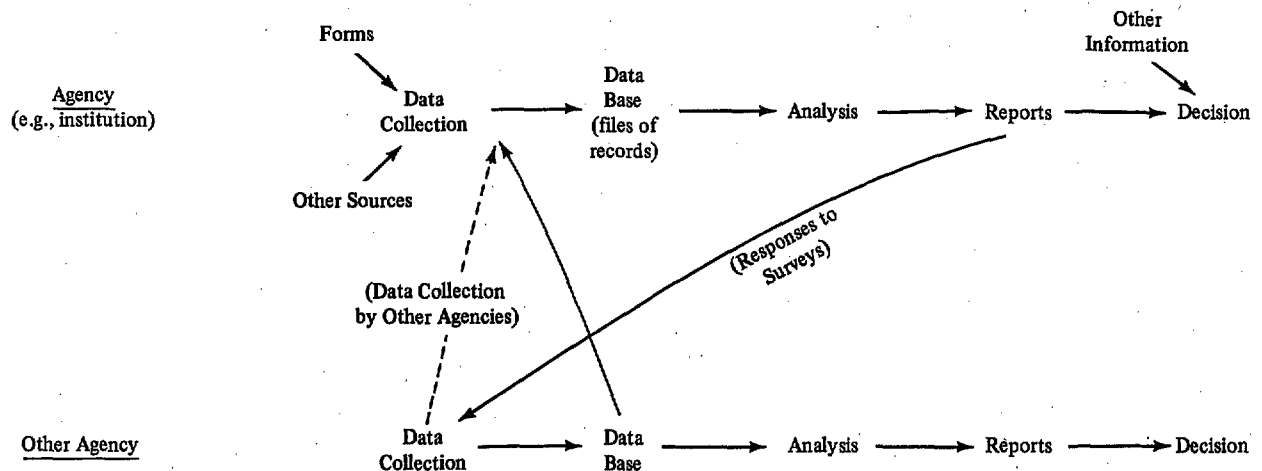 Forms
Other
Information
Agency
(e.g., institution)
Data
Collection
Data
Base
(files of
records)
Analysis
Reports
Decision
Other Sources
(Responses to
Surveys)
(Data Collection
by Other Agencies)
Other Agency
Data
Collection
Data
Base
Analysis
Reports
Decision